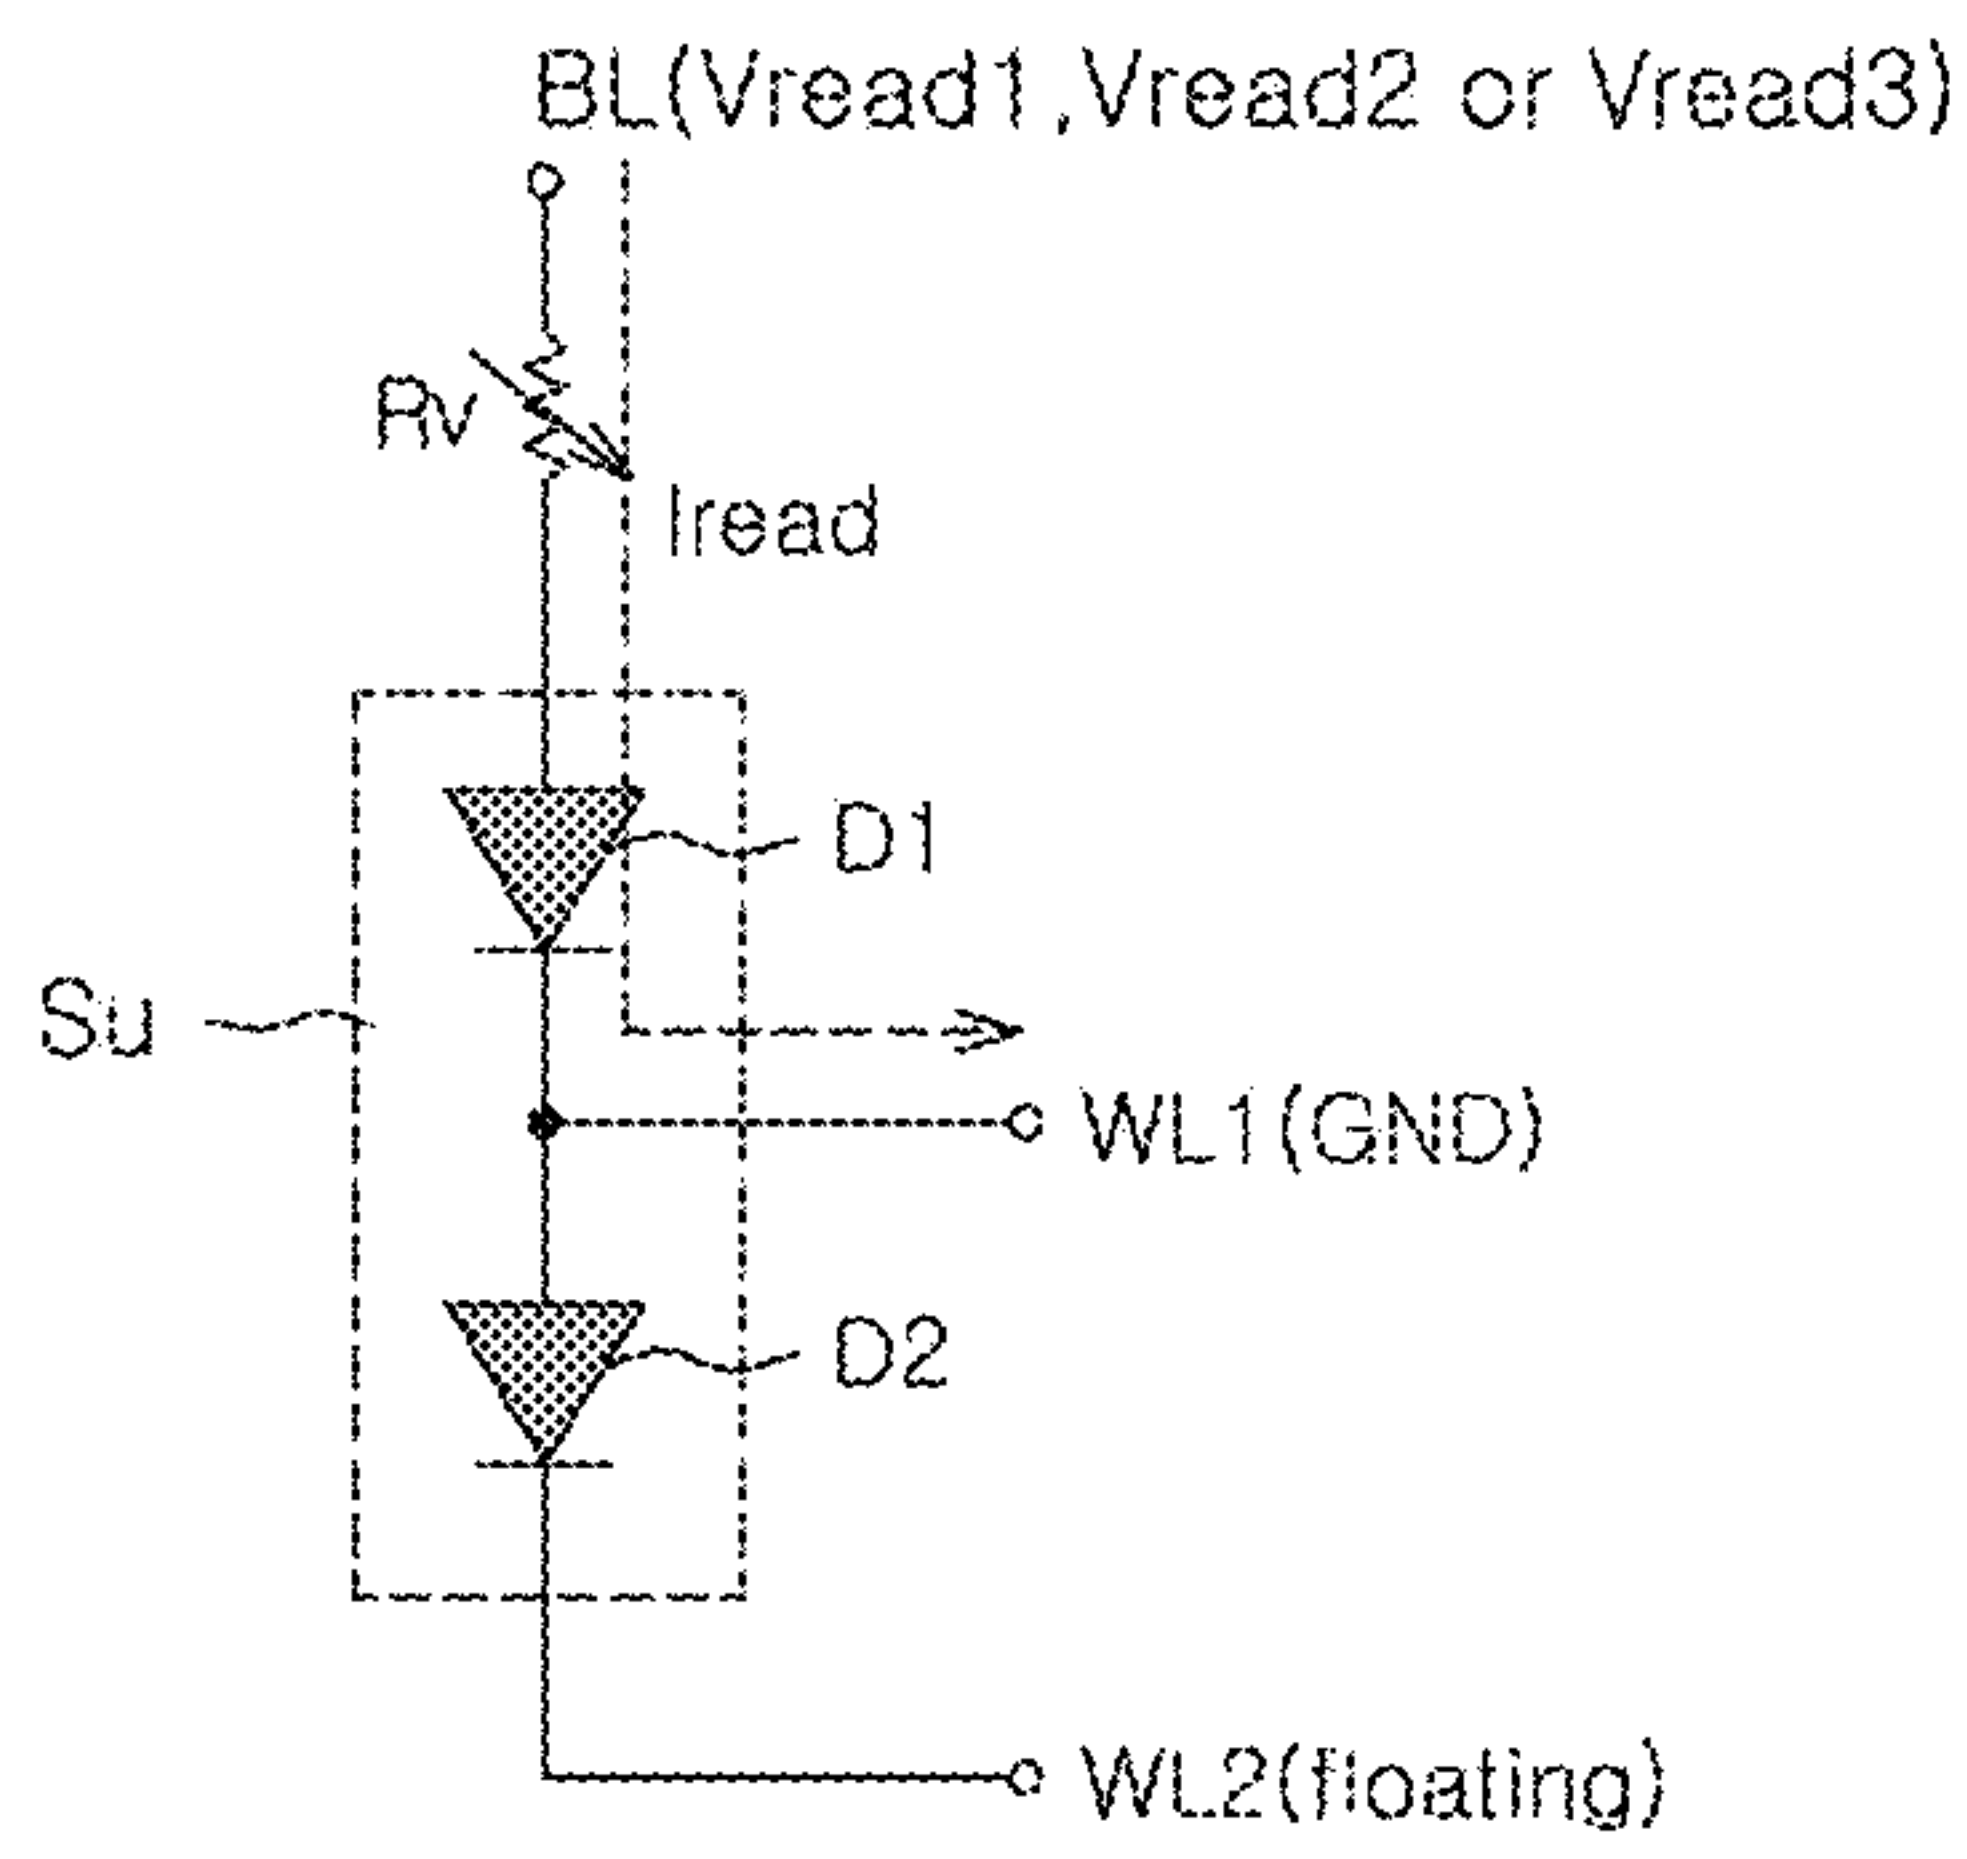 BL(Vread1,Vread2 or Vread3)
Rv
Iread
D1
Su
WL1(GND)
D2
WL2(floating)